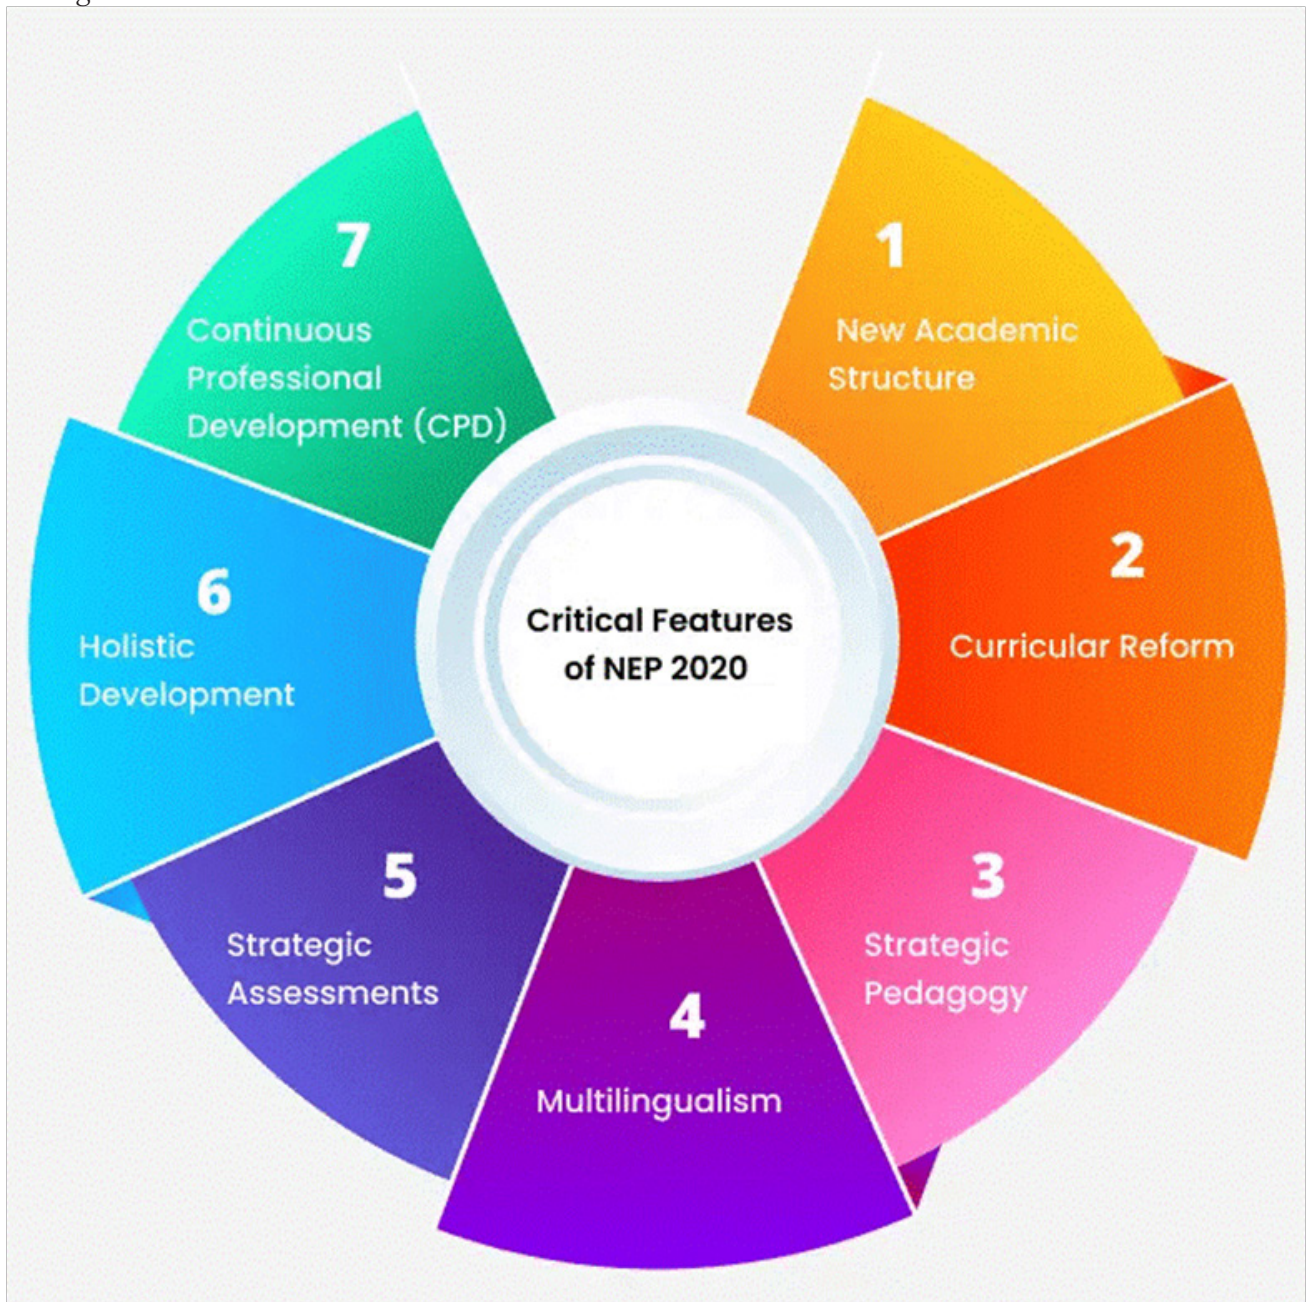 Critical Features
of NEP 2020
1
New Academic
Structure
2
Curricular Reform
3
Strategic
Pedagogy
4
Multilingualism
5
Strategic
Assessments
6
Holistic
Development
7
Continuous
Professional
Development (CPD)